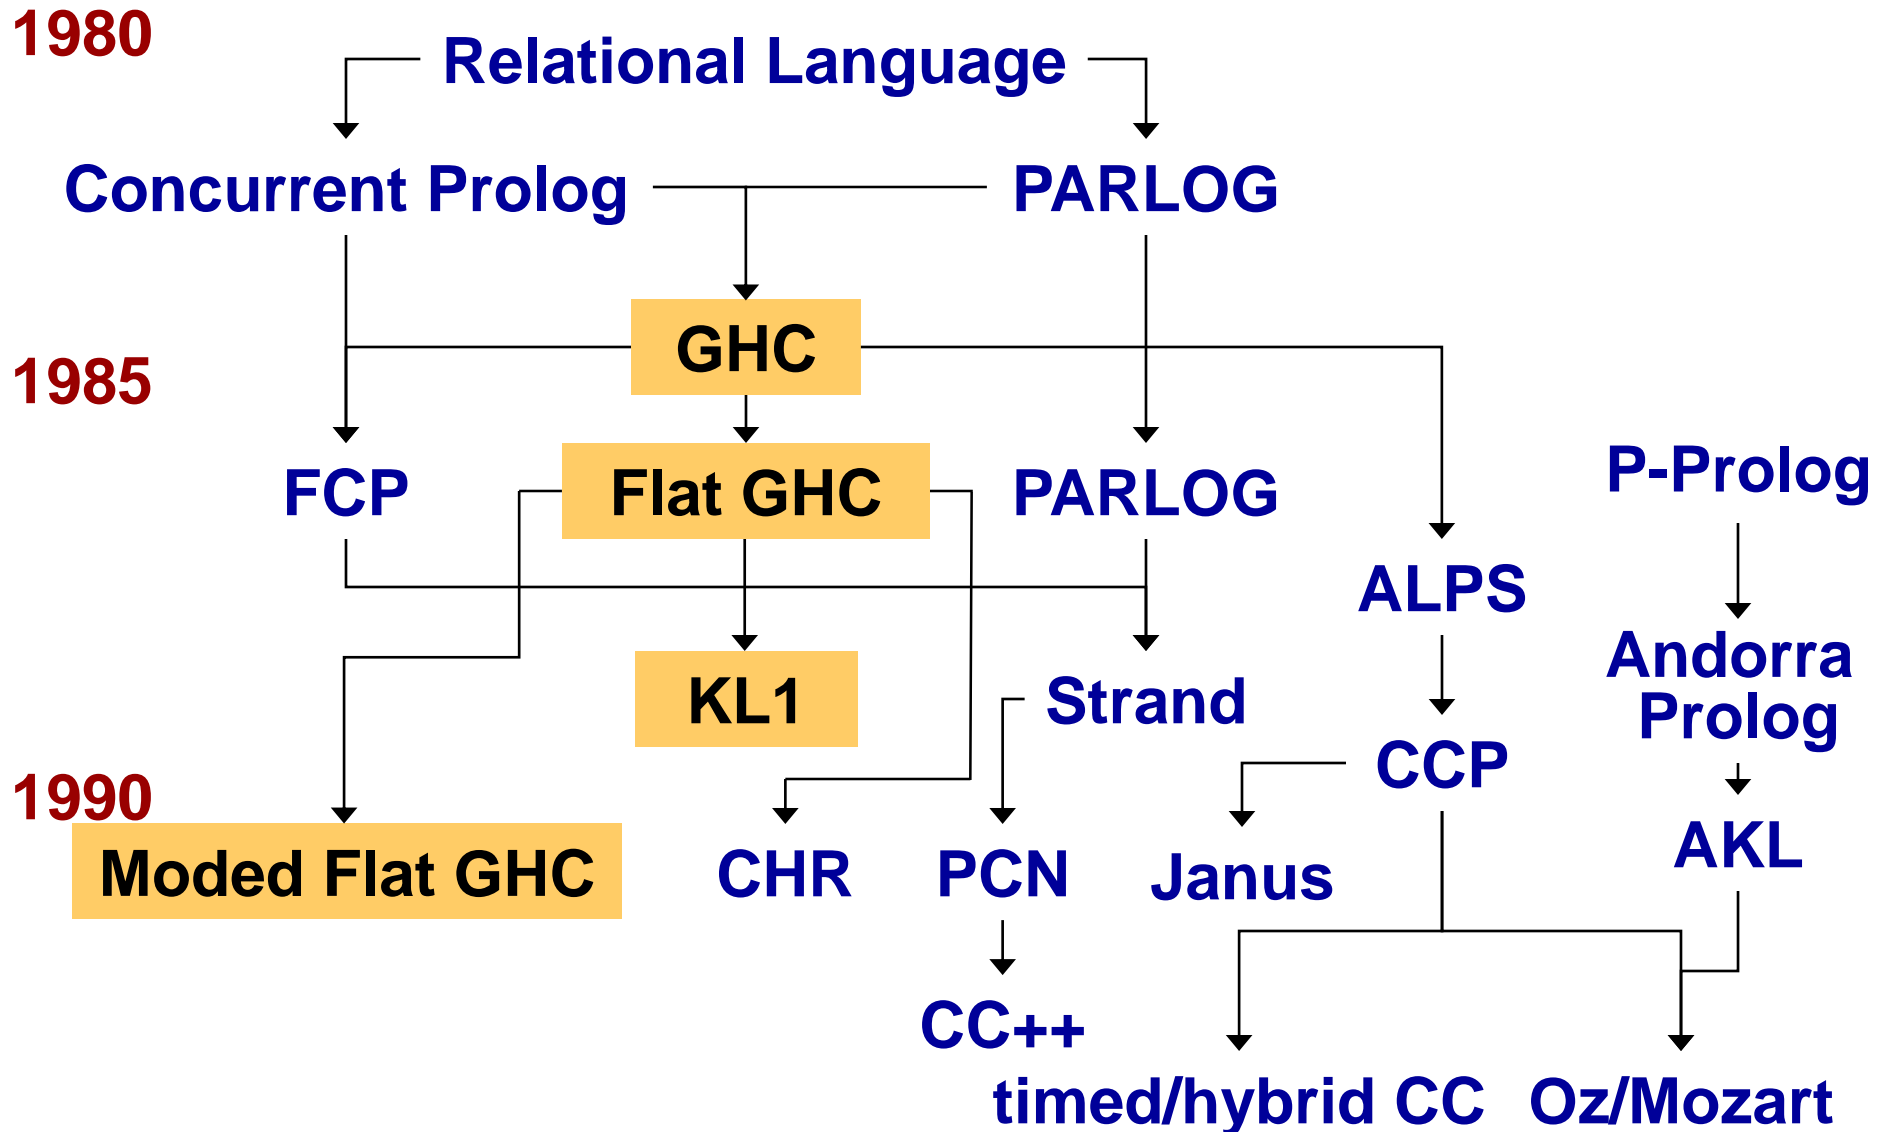 1980
Relational Language
Concurrent Prolog
PARLOG
GHC
1985
FCP
Flat GHC
PARLOG
P-Prolog
ALPS
Andorra
Prolog
KL1
Strand
CCP
1990
Moded Flat GHC
CHR
PCN
Janus
AKL
CC++
timed/hybrid CC
Oz/Mozart